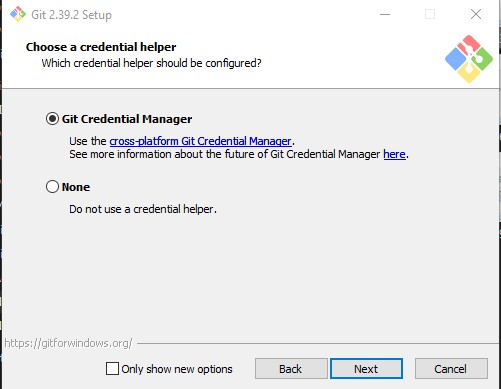 Git 2.39.2 Setup
Choose a credential helper
Which credential helper should be configured?
Git Credential Manager
Use the cross-platform Git Credential Manager.
See more information about the future of Git Credential Manager here.
None
Do not use a credential helper.
https://gitforwindows.org/
Only show new options
Back
Next
Cancel